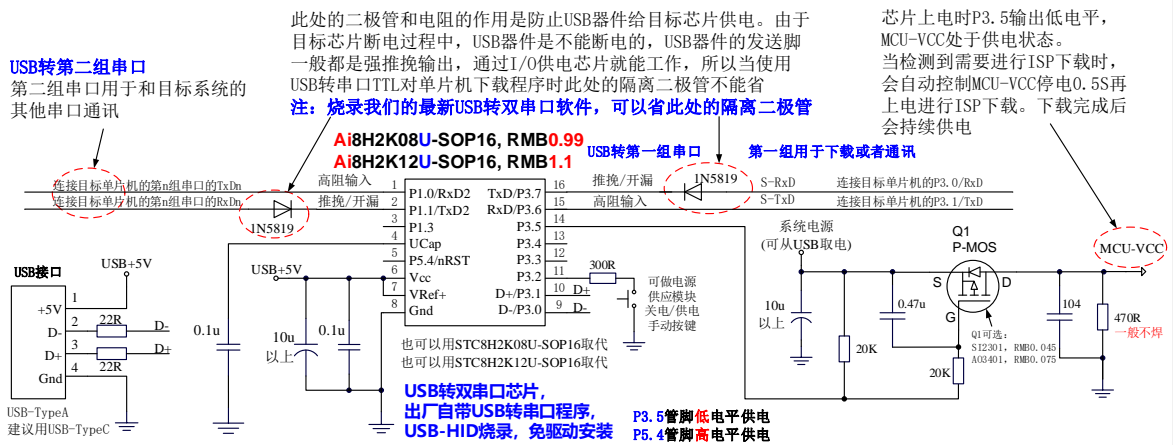 此处的二极管和电阻的作用是防止USB器件给目标芯片供电。由于
目标芯片断电过程中，USB器件是不能断电的，USB器件的发送脚
一般都是强推挽输出，通过I/O供电芯片就能工作，所以当使用
USB转串口TTL对单片机下载程序时此处的隔离二极管不能省
注：烧录我们的最新USB转双串口软件，可以省此处的隔离二极管
芯片上电时P3.5输出低电平，
MCU-VCC处于供电状态。
当检测到需要进行ISP下载时，
会自动控制MCU-VCC停电0.5S再
上电进行ISP下载。下载完成后
会持续供电
USB转第二组串口
第二组串口用于和目标系统的
其他串口通讯
Ai8H2K08U-SOP16, RMB0.99
Ai8H2K12U-SOP16, RMB1.1
USB转第一组串口
第一组用于下载或者通讯
连接目标单片机的第n组串口的TxDn
连接目标单片机的第n组串口的RxDn
1N5819
高阻输入
推挽/开漏
1
2
3
4
5
6
7
8
P1.0/RxD2
P1.1/TxD2
P1.3
UCap
P5.4/nRST
Vcc
VRef+
Gnd
TxD/P3.7
RxD/P3.6
P3.5
P3.4
P3.3
P3.2
D+/P3.1
D-/P3.0
16
15
14
13
12
11
10
9
D+
D-
推挽/开漏
高阻输入
1N5819
S-RxD
S-TxD
连接目标单片机的P3.0/RxD
连接目标单片机的P3.1/TxD
300R
可做电源
供应模块
关电/供电
手动按键
系统电源
(可从USB取电)
Q1
P-MOS
S
D
G
MCU-VCC
10u
以上
0.47u
20K
20K
104
470R
一般不焊
Q1可选:
SI2301, RMB0.045
AO3401, RMB0.075
USB接口
USB+5V
+5V
D-
D+
Gnd
1
2
3
4
22R
22R
D-
D+
USB-TypeA
建议用USB-TypeC
0.1u
USB+5V
10u
以上
0.1u
也可以用STC8H2K08U-SOP16取代
也可以用STC8H2K12U-SOP16取代
USB转双串口芯片，
出厂自带USB转串口程序，
USB-HID烧录，免驱动安装
P3.5管脚低电平供电
P5.4管脚高电平供电